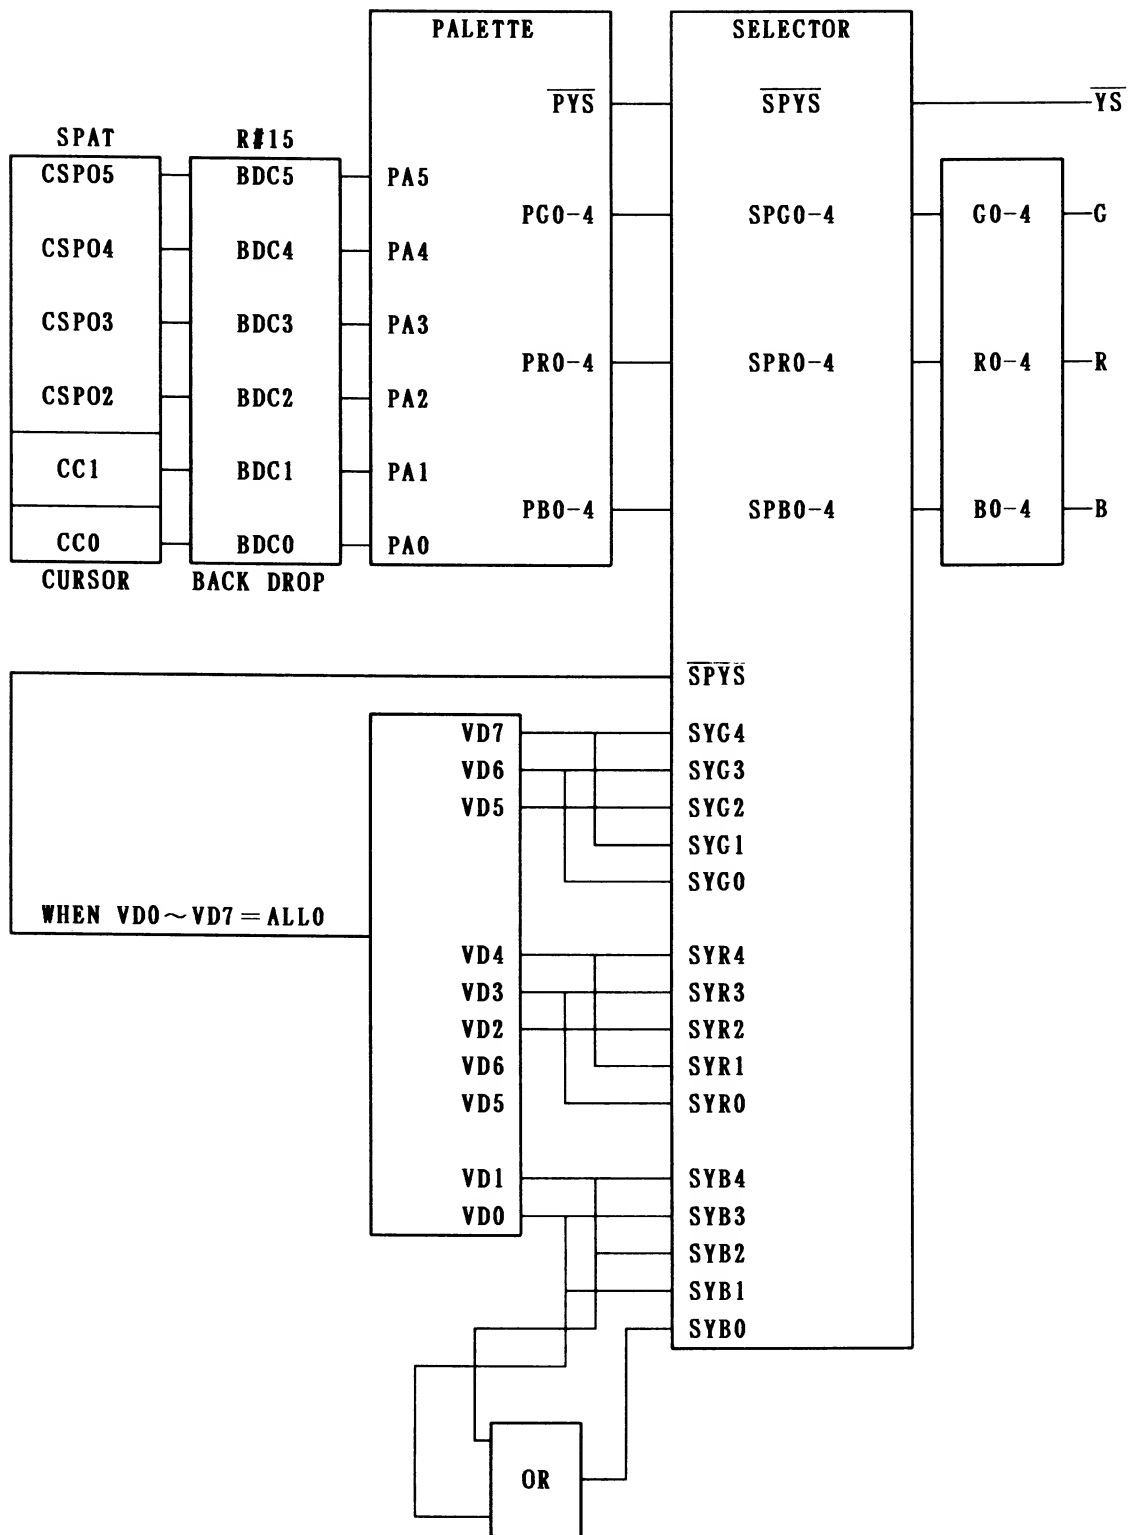 PALETTE
SELECTOR
PYS
SPYS
YS
SPAT
R#15
CSPO5
BDC5
PA5
PG0-4
SPG0-4
G0-4
G
CSPO4
BDC4
PA4
CSPO3
BDC3
PA3
PR0-4
SPR0-4
R0-4
R
CSPO2
BDC2
PA2
CC1
BDC1
PA1
PB0-4
SPB0-4
B0-4
B
CC0
BDC0
PA0
CURSOR
BACK DROP
SPYS
VD7
SYG4
VD6
SYG3
VD5
SYG2
SYG1
SYG0
WHEN VD0~VD7=ALL0
VD4
SYR4
VD3
SYR3
VD2
SYR2
VD6
SYR1
VD5
SYR0
VD1
SYB4
VD0
SYB3
SYB2
SYB1
SYB0
OR